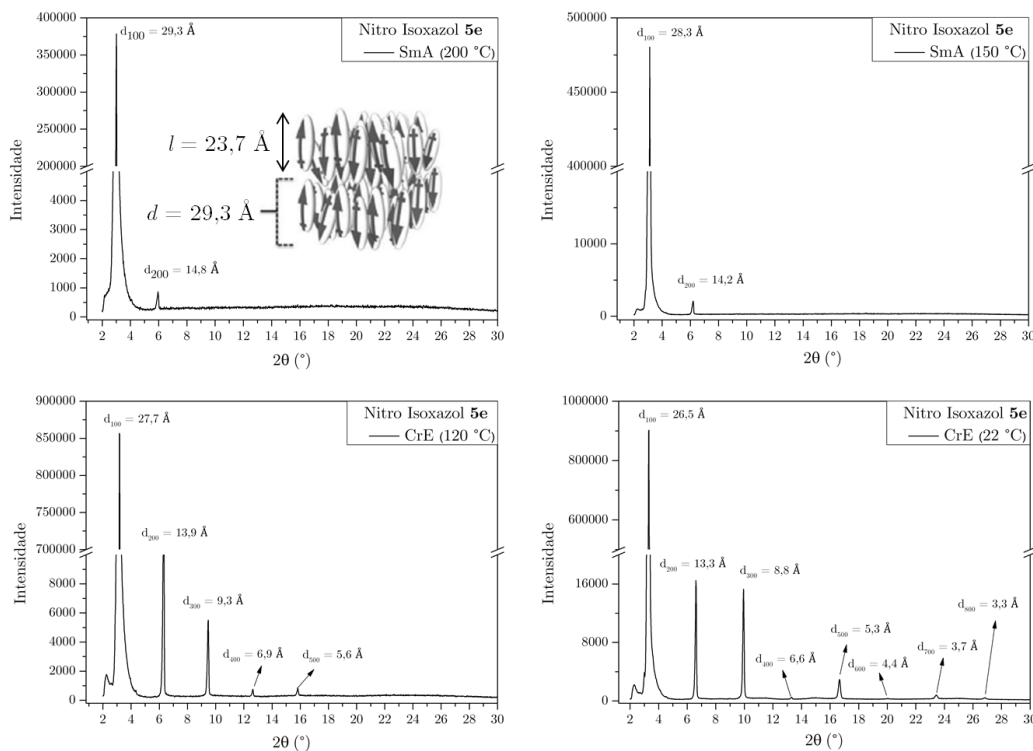 400000
350000
300000
250000
200000
4000
3000
2000
1000
0
Intensidade
d100 = 29,3 Å
Nitro Isoxazol 5e
SmA (200 °C)
l = 23,7 Å
d = 29,3 Å
d200 = 14,8 Å
2 4 6 8 10 12 14 16 18 20 22 24 26 28 30
2θ (°)
500000
450000
400000
10000
0
Intensidade
d100 = 28,3 Å
Nitro Isoxazol 5e
SmA (150 °C)
d200 = 14,2 Å
2 4 6 8 10 12 14 16 18 20 22 24 26 28 30
2θ (°)
900000
850000
800000
750000
700000
8000
6000
4000
2000
0
Intensidade
d100 = 27,7 Å
Nitro Isoxazol 5e
CrE (120 °C)
d200 = 13,9 Å
d300 = 9,3 Å
d400 = 6,9 Å
d500 = 5,6 Å
2 4 6 8 10 12 14 16 18 20 22 24 26 28 30
2θ (°)
1000000
900000
800000
16000
8000
0
Intensidade
d100 = 26,5 Å
Nitro Isoxazol 5e
CrE (22 °C)
d200 = 13,3 Å
d300 = 8,8 Å
d400 = 6,6 Å
d500 = 5,3 Å
d600 = 4,4 Å
d700 = 3,7 Å
d800 = 3,3 Å
2 4 6 8 10 12 14 16 18 20 22 24 26 28 30
2θ (°)